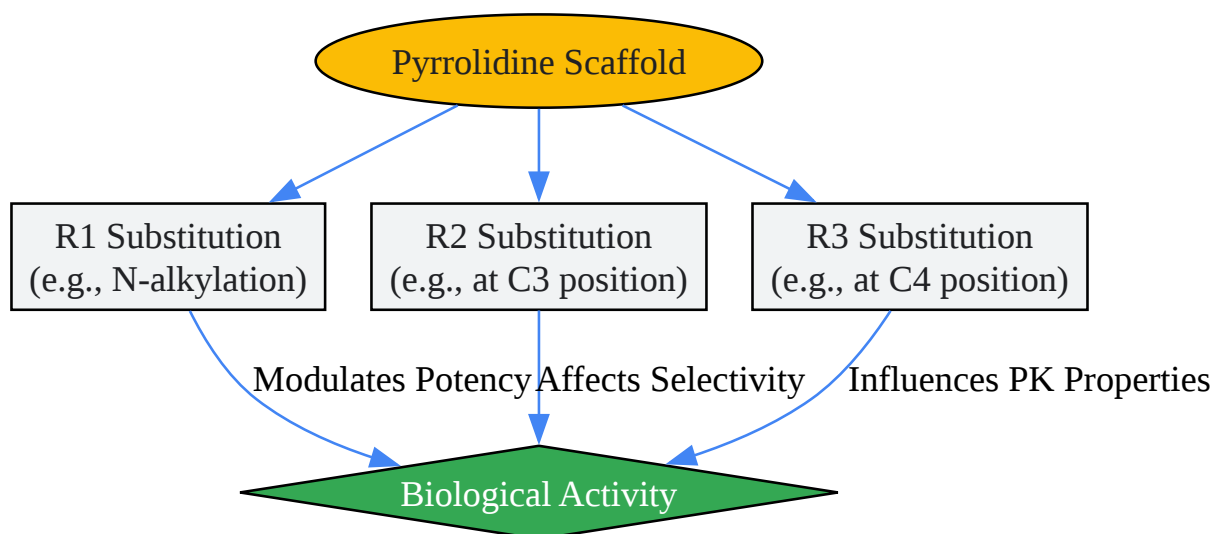 Pyrrolidine Scaffold
R1 Substitution
(e.g., N-alkylation)
R2 Substitution
(e.g., at C3 position)
R3 Substitution
(e.g., at C4 position)
Modulates Potency
Affects Selectivity
Influences PK Properties
Biological Activity